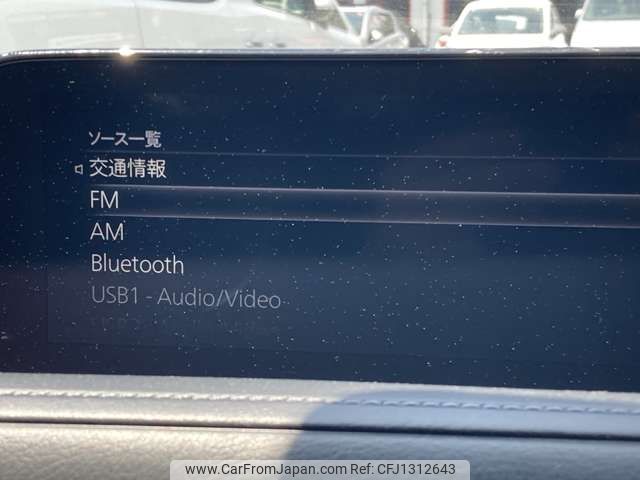 ソース一覧
交通情報
FM
AM
Bluetooth
USB1 - Audio/Video
www.CarFromJapan.com Ref. ID:CFJ1312643